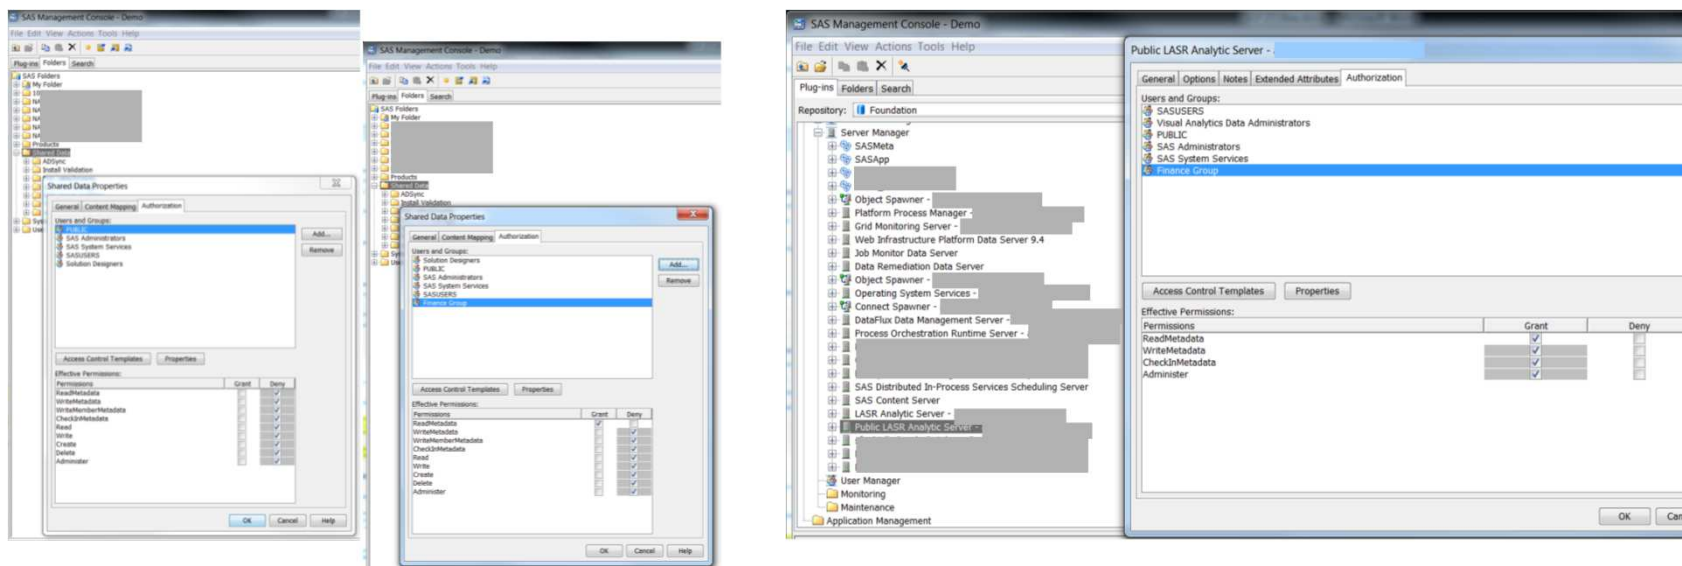 SAS Management Console - Demo
File Edit View Actions Tools Help
Plug-ins Folders Search
SAS Folders
My Folder
10
NA
NA
NA
NA
NA
Products
Shared Data
ADSync
Install Validation
Shared Data Properties
General Content Mapping Authorization
Users and Groups:
PUBLIC
SAS Administrators
SAS System Services
SASUSERS
Solution Designers
Add...
Remove
Access Control Templates Properties
Effective Permissions:
Permissions Grant Deny
ReadMetadata
WriteMetadata
WriteMemberMetadata
CheckInMetadata
Read
Write
Create
Delete
Administer
OK Cancel Help
Sys
Use
SAS Management Console - Demo
File Edit View Actions Tools Help
Plug-ins Folders Search
SAS Folders
My Folder
Products
Shared Data
ADSync
Install Validation
Shared Data Properties
General Content Mapping Authorization
Users and Groups:
Solution Designers
PUBLIC
SAS Administrators
SAS System Services
SASUSERS
Finance Group
Add...
Remove
Access Control Templates Properties
Effective Permissions:
Permissions Grant Deny
ReadMetadata
WriteMetadata
WriteMemberMetadata
CheckInMetadata
Read
Write
Create
Delete
Administer
OK Cancel Help
Sys
Use
SAS Management Console - Demo
File Edit View Actions Tools Help
Plug-ins Folders Search
Repository: Foundation
Server Manager
SASMeta
SASApp
Object Spawner -
Platform Process Manager -
Grid Monitoring Server -
Web Infrastructure Platform Data Server 9.4
Job Monitor Data Server
Data Remediation Data Server
Object Spawner -
Operating System Services -
Connect Spawner -
DataFlux Data Management Server -
Process Orchestration Runtime Server -
SAS Distributed In-Process Services Scheduling Server
SAS Content Server
LASR Analytic Server -
Public LASR Analytic Server -
User Manager
Monitoring
Maintenance
Application Management
Public LASR Analytic Server -
General Options Notes Extended Attributes Authorization
Users and Groups:
SASUSERS
Visual Analytics Data Administrators
PUBLIC
SAS Administrators
SAS System Services
Finance Group
Access Control Templates Properties
Effective Permissions:
Permissions Grant Deny
ReadMetadata
WriteMetadata
CheckInMetadata
Administer
OK Can